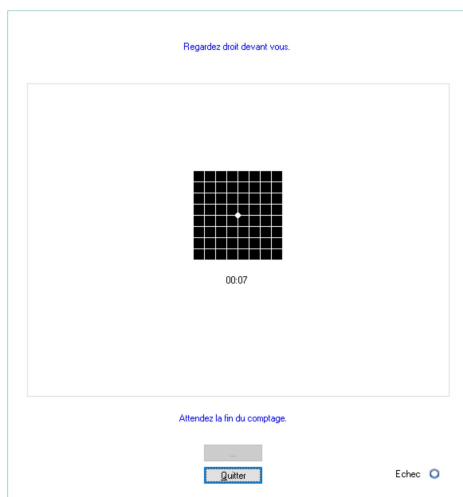 Regardez droit devant vous.
00:07
Attendez la fin du comptage.
...
Quitter
Echec